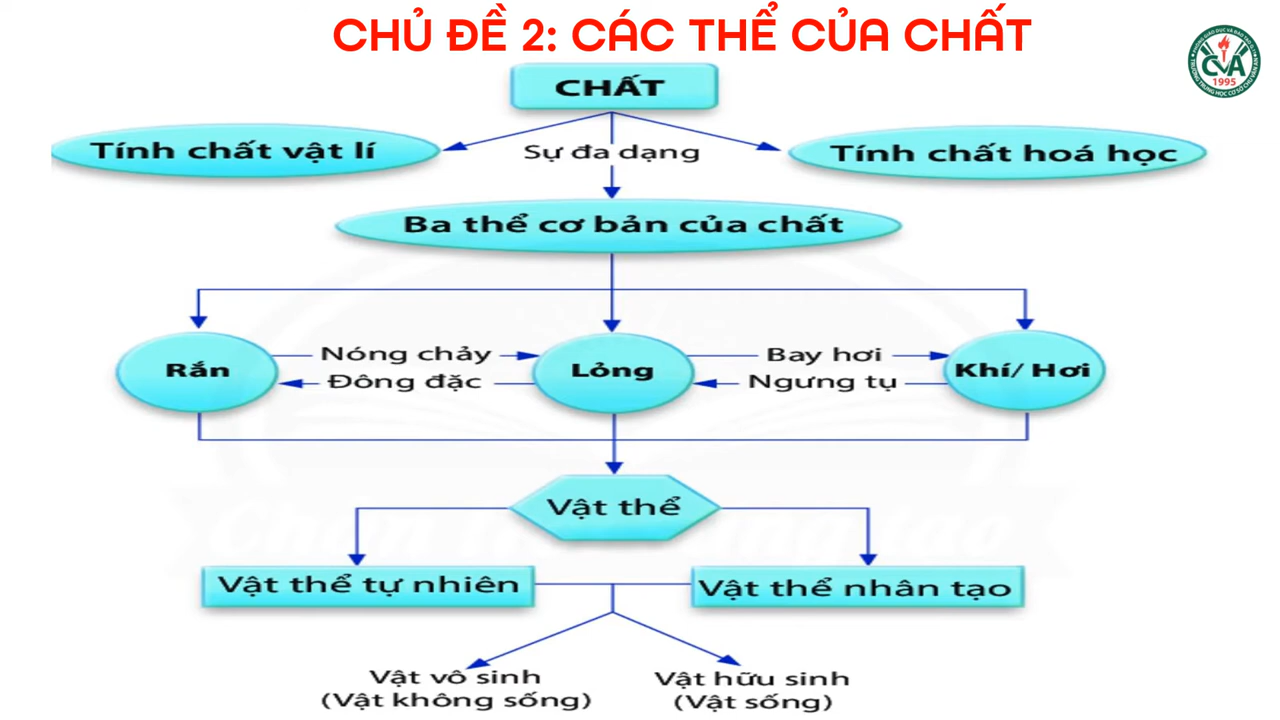 CHỦ ĐỀ 2: CÁC THỂ CỦA CHẤT
CVA
1995
CHẤT
Tính chất vật lí
Sự đa dạng
Tính chất hoá học
Ba thể cơ bản của chất
Rắn
Nóng chảy
Đông đặc
Lỏng
Bay hơi
Ngưng tụ
Khí/ Hơi
Vật thể
Vật thể tự nhiên
Vật thể nhân tạo
Vật vô sinh
(Vật không sống)
Vật hữu sinh
(Vật sống)